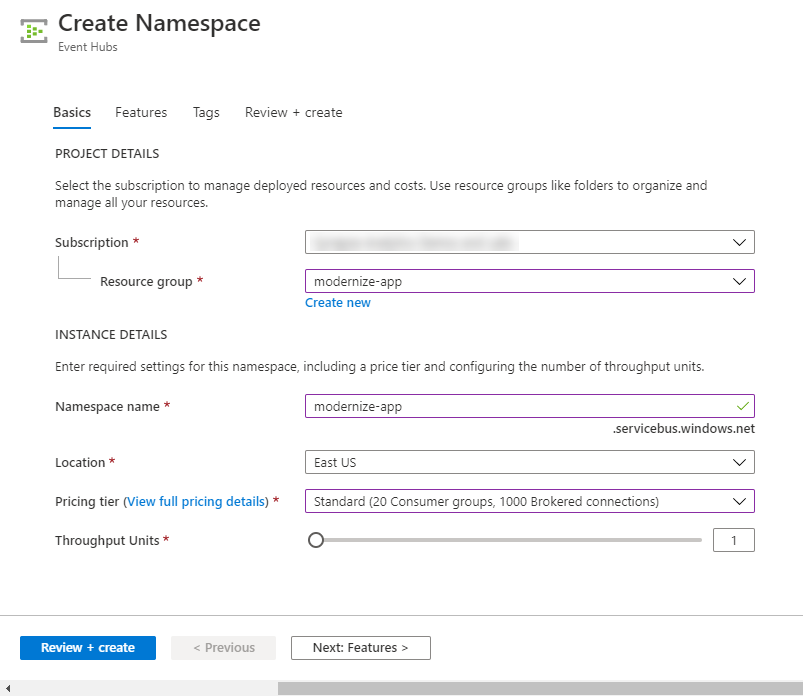 Create Namespace
Event Hubs
Basics Features Tags Review + create
PROJECT DETAILS
Select the subscription to manage deployed resources and costs. Use resource groups like folders to organize and
manage all your resources.
Subscription *
Resource group * modernize-app
Create new
INSTANCE DETAILS
Enter required settings for this namespace, including a price tier and configuring the number of throughput units.
Namespace name * modernize-app
.servicebus.windows.net
Location * East US
Pricing tier (View full pricing details) * Standard (20 Consumer groups, 1000 Brokered connections)
Throughput Units * 1
Review + create < Previous Next: Features >